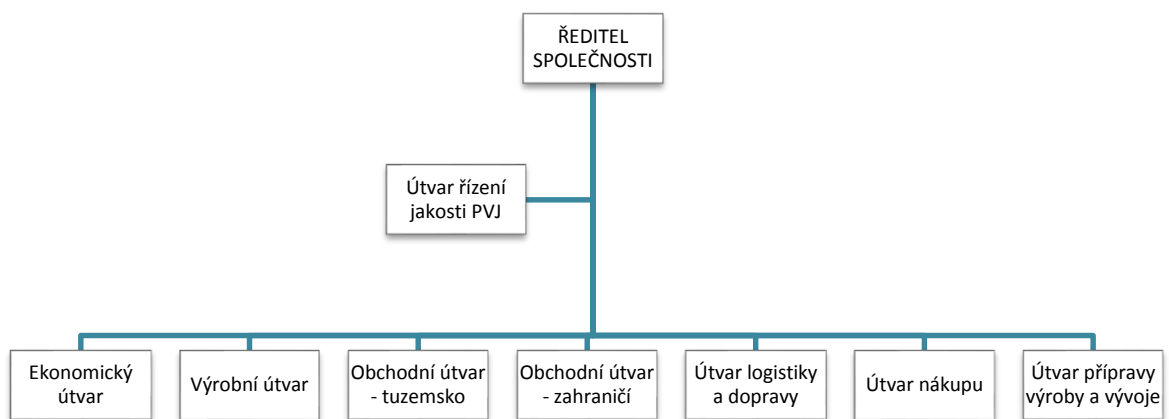 ŘEDITEL
SPOLEČNOSTI
Útvar řízení
jakosti PVJ
Ekonomický
útvar
Výrobní útvar
Obchodní útvar
- tuzemsko
Obchodní útvar
- zahraničí
Útvar logistiky
a dopravy
Útvar nákupu
Útvar přípravy
výroby a vývoje